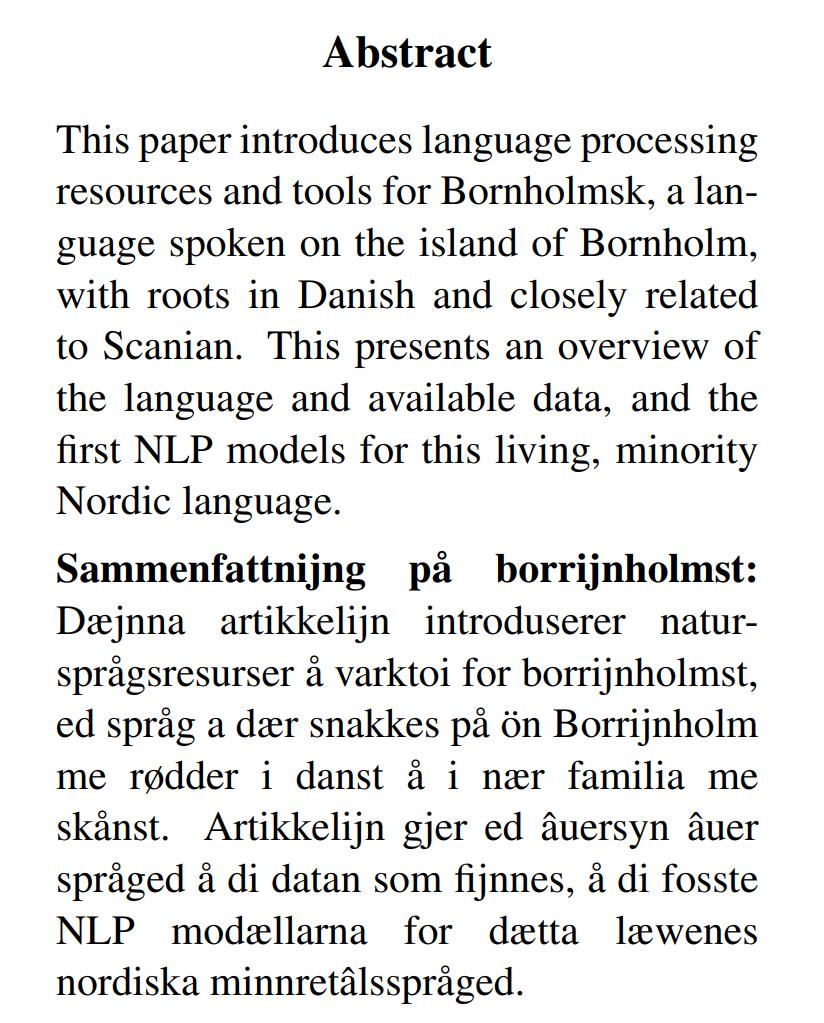 Abstract
This paper introduces language processing
resources and tools for Bornholmsk, a lan-
guage spoken on the island of Bornholm,
with roots in Danish and closely related
to Scanian. This presents an overview of
the language and available data, and the
first NLP models for this living, minority
Nordic language.
Sammenfattnijng på borrijnholmst:
Dæjnna artikkelijn introduserer natur-
språgsresurser å varktoi for borrijnholmst,
ed språg a dær snakkes på ön Borrijnholm
me rødder i danst å i nær familia me
skånst. Artikkelijn gjer ed âuersyn âuer
språged å di datan som fijnnes, å di fosste
NLP modællarna for dætta læwenes
nordiska minnretâlsspråged.